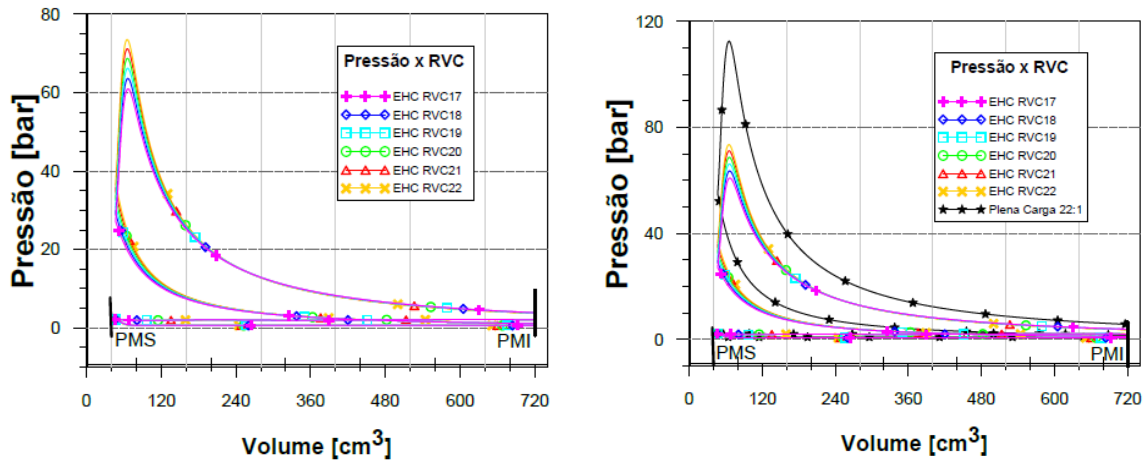 80
60
40
20
0
Pressão [bar]
Pressão x RVC
EHC RVC17
EHC RVC18
EHC RVC19
EHC RVC20
EHC RVC21
EHC RVC22
PMS
PMI
0 120 240 360 480 600 720
Volume [cm³]
120
80
40
0
Pressão [bar]
Pressão x RVC
EHC RVC17
EHC RVC18
EHC RVC19
EHC RVC20
EHC RVC21
EHC RVC22
Plena Carga 22:1
PMS
PMI
0 120 240 360 480 600 720
Volume [cm³]